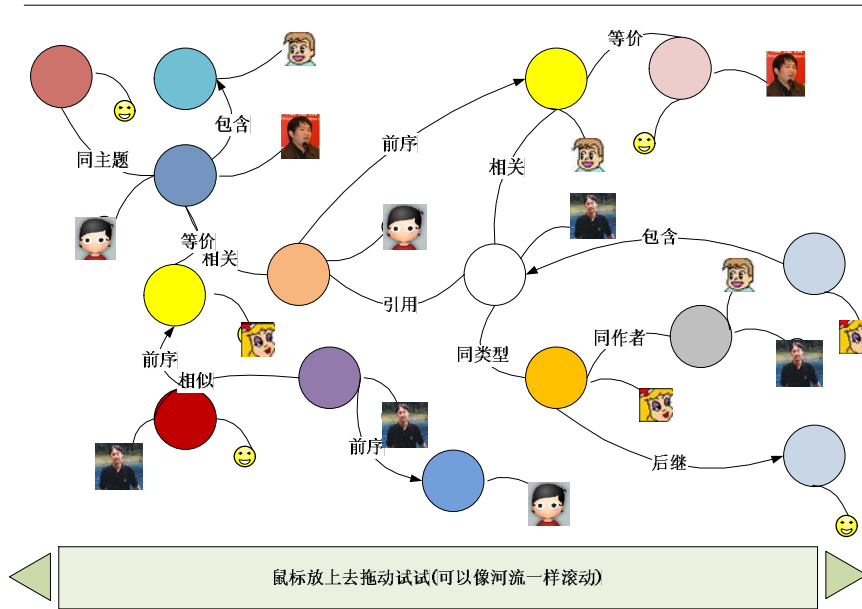 等价
包含
前序
同主题
相关
等价
相关
包含
引用
前序
同类型
同作者
相似
前序
后继
鼠标放上去拖动试试(可以像河流一样滚动)